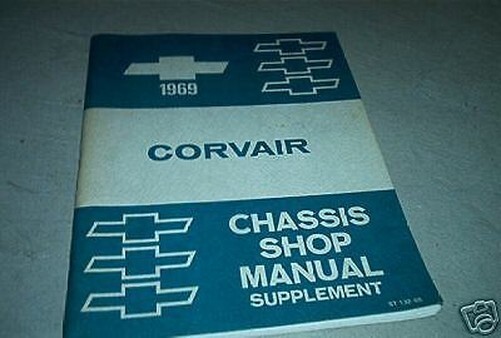 1969
CORVAIR
CHASSIS
SHOP
MANUAL
SUPPLEMENT